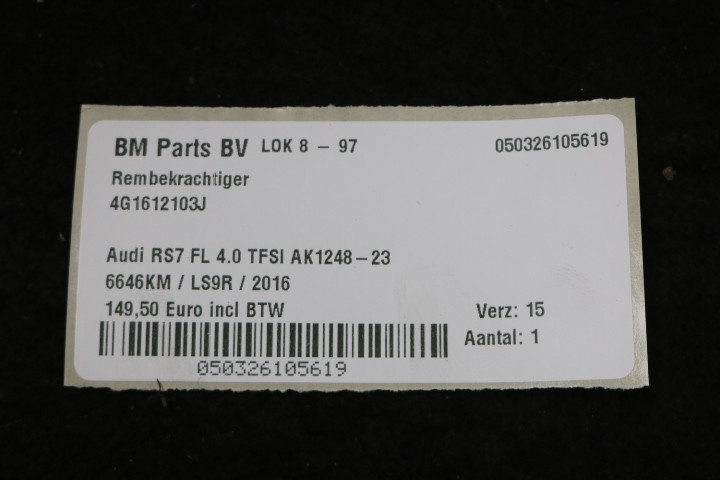 BM Parts BV LOK 8 - 97 050326105619
Rembekrachtiger
4G1612103J
Audi RS7 FL 4.0 TFSI AK1248-23
6646KM / LS9R / 2016
149,50 Euro incl BTW Verz: 15
Aantal: 1
050326105619